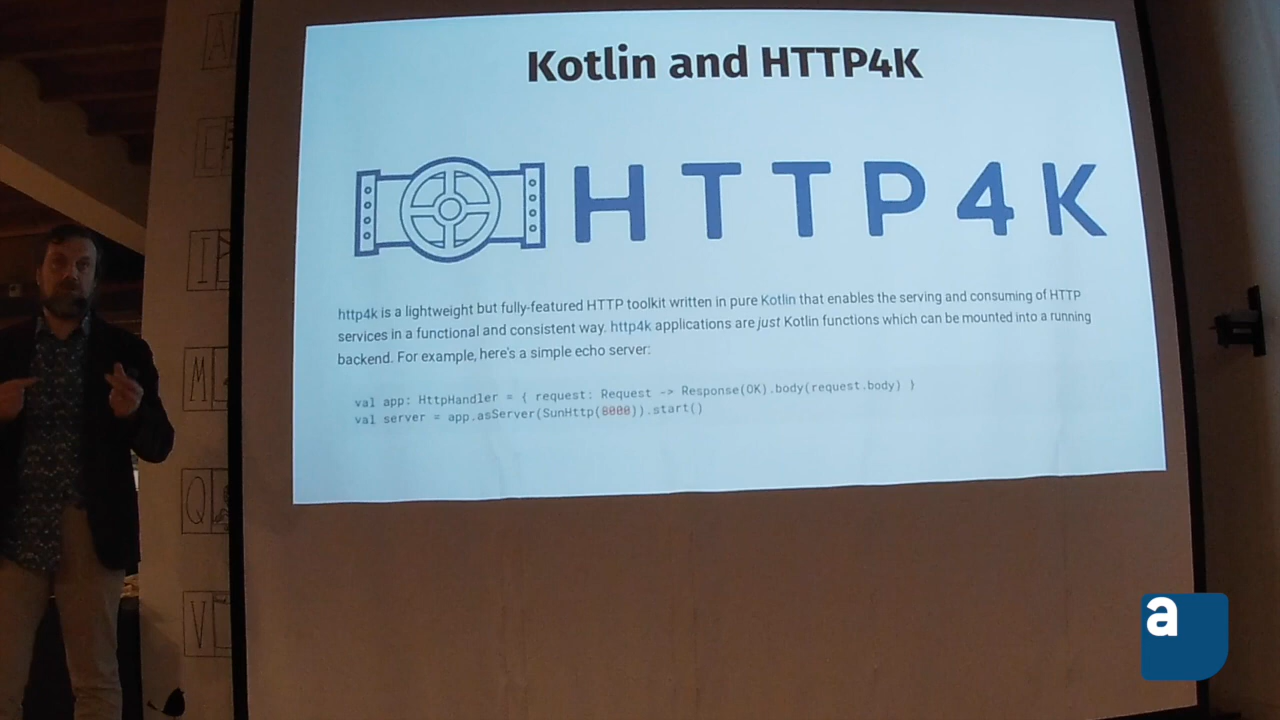 Kotlin and HTTP4K
HTTP4K
http4k is a lightweight but fully-featured HTTP toolkit written in pure Kotlin that enables the serving and consuming of HTTP
services in a functional and consistent way. http4k applications are just Kotlin functions which can be mounted into a running
backend. For example, here's a simple echo server:
val app: HttpHandler = { request: Request -> Response(OK).body(request.body) }
val server = app.asServer(SunHttp(8000)).start()
A
E
I
M
Q
V
a